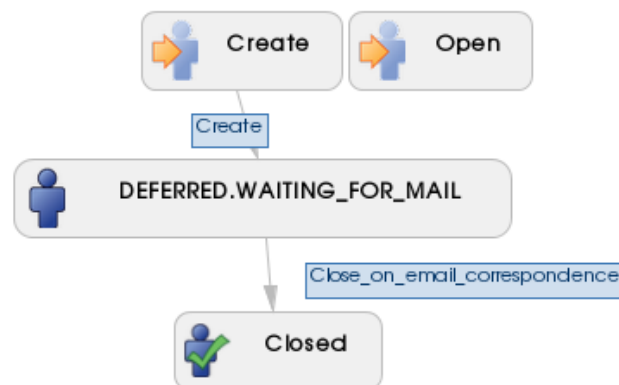 Create
Open
Create
DEFERRED.WAITING_FOR_MAIL
Close_on_email_correspondence
Closed